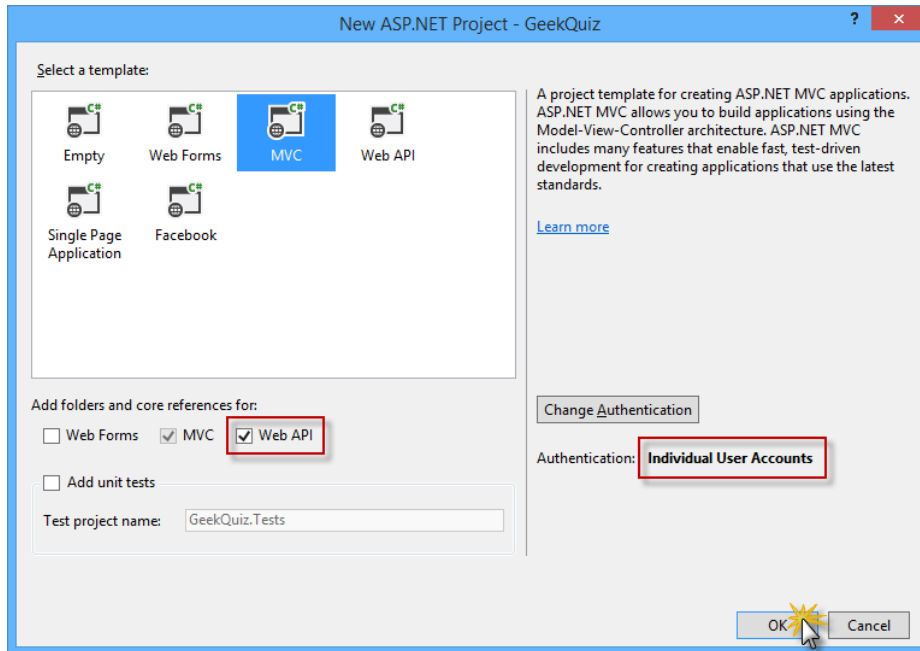 New ASP.NET Project - GeekQuiz
?
Select a template:
C# C# C# C#
Empty Web Forms MVC Web API
C# C#
Single Page Facebook
Application
A project template for creating ASP.NET MVC applications.
ASP.NET MVC allows you to build applications using the
Model-View-Controller architecture. ASP.NET MVC
includes many features that enable fast, test-driven
development for creating applications that use the latest
standards.
Learn more
Add folders and core references for:
Web Forms MVC Web API
Add unit tests
Test project name: GeekQuiz.Tests
Change Authentication
Authentication: Individual User Accounts
OK Cancel